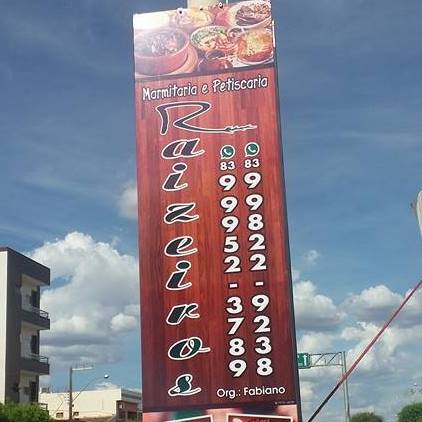 Marmitaria e Petiscaria
Raizeiros
83 99952-3789
83 99822-9238
Org.: Fabiano